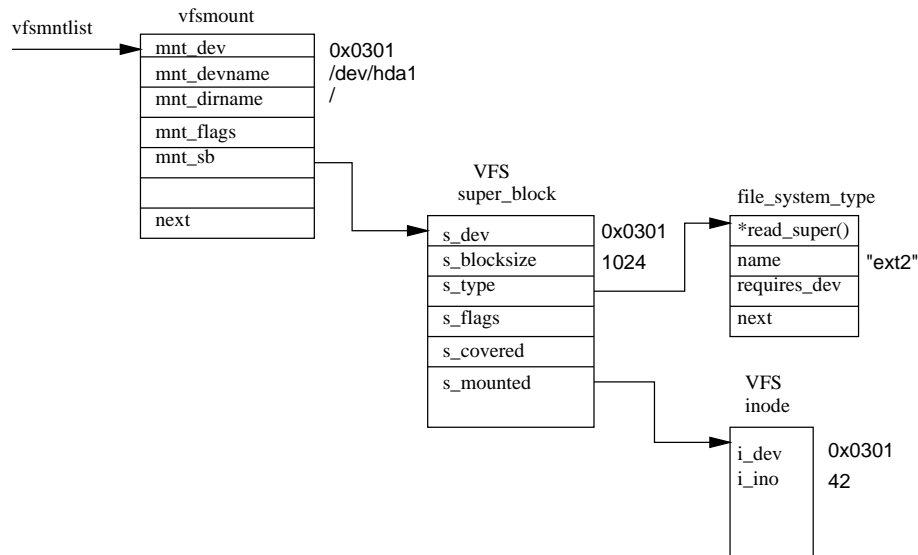 vfsmount
vfsmntlist
mnt_dev
0x0301
mnt_devname
/dev/hda1
mnt_dirname
/
mnt_flags
mnt_sb
next
VFS
super_block
s_dev
0x0301
s_blocksize
1024
s_type
s_flags
s_covered
s_mounted
file_system_type
*read_super()
name
"ext2"
requires_dev
next
VFS
inode
i_dev
0x0301
i_ino
42